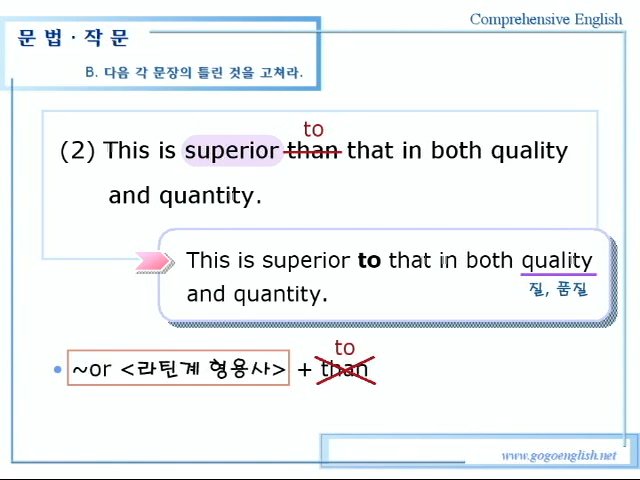 Comprehensive English
문 법 · 작 문
B. 다음 각 문장의 틀린 것을 고쳐라.
to
(2) This is superior than that in both quality
and quantity.
This is superior to that in both quality
질, 품질
and quantity.
to
• ~or <라틴계 형용사> + than
www.gogoenglish.net